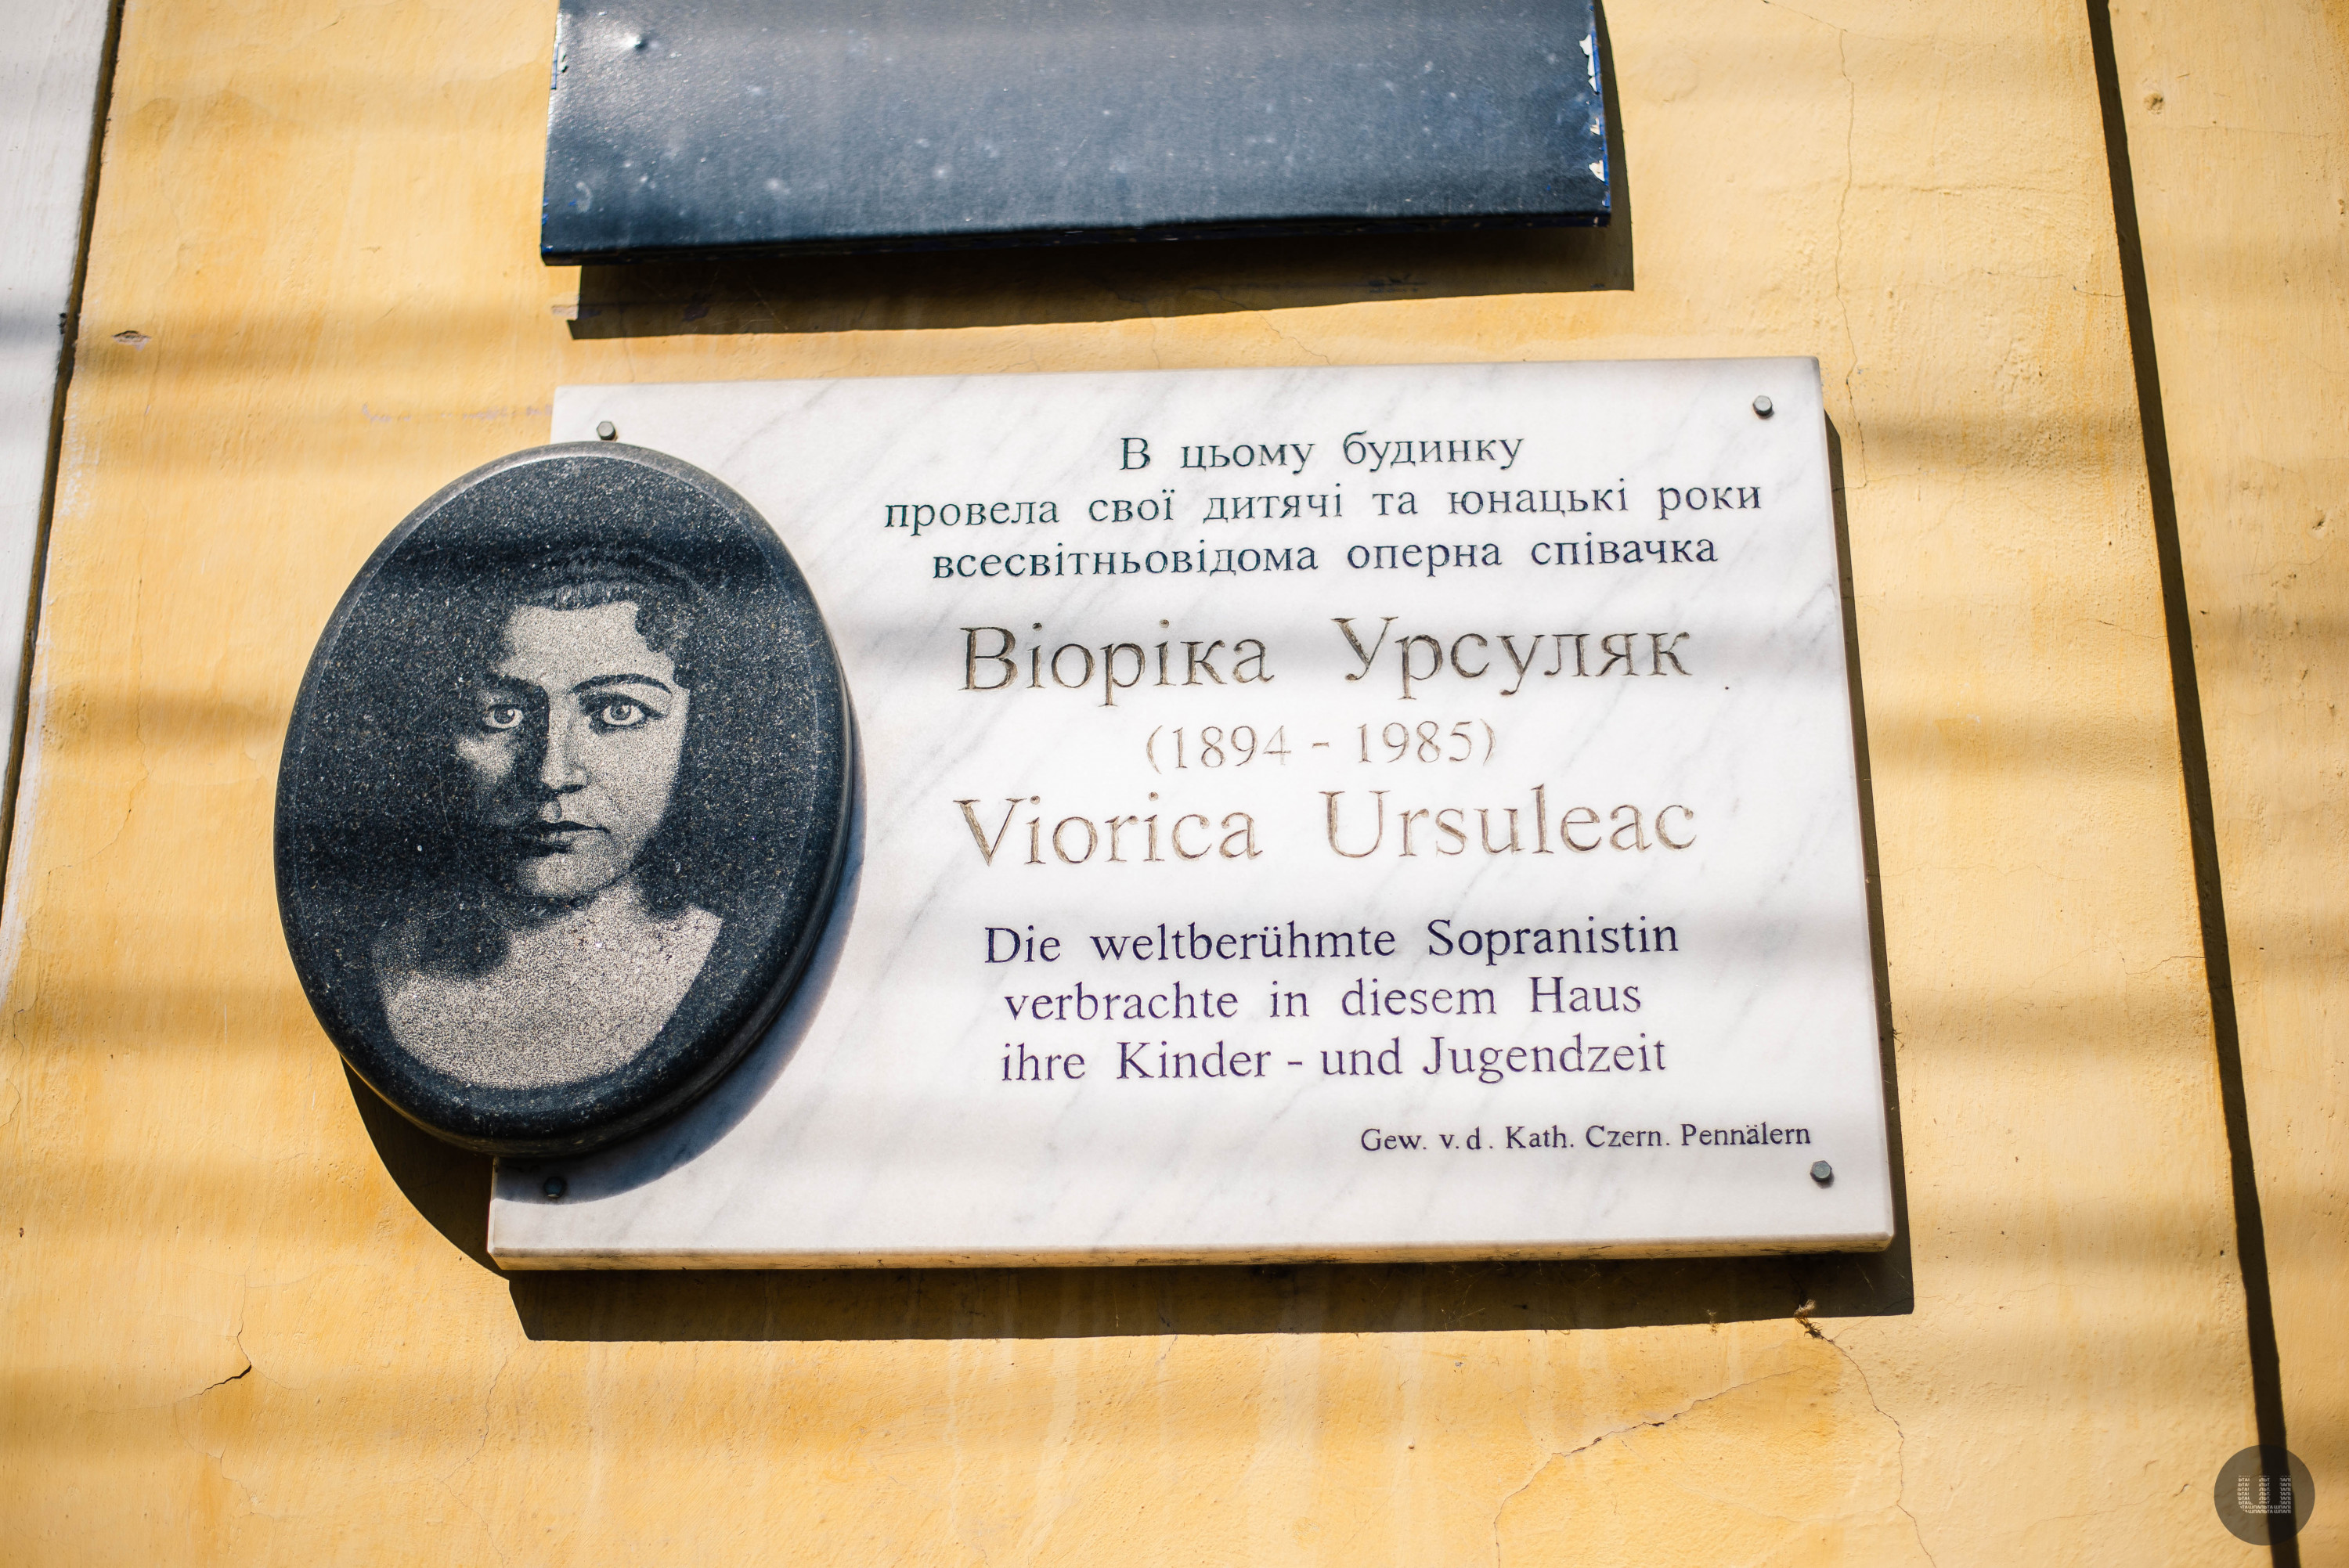 В цьому будинку
провела свої дитячі та юнацькі роки
всесвітньовідома оперна співачка
Віоріка Урсуляк
(1894 - 1985)
Viorica Ursuleac
Die weltberühmte Sopranistin
verbrachte in diesem Haus
ihre Kinder - und Jugendzeit
Gew. v. d. Kath. Czern. Pennälern